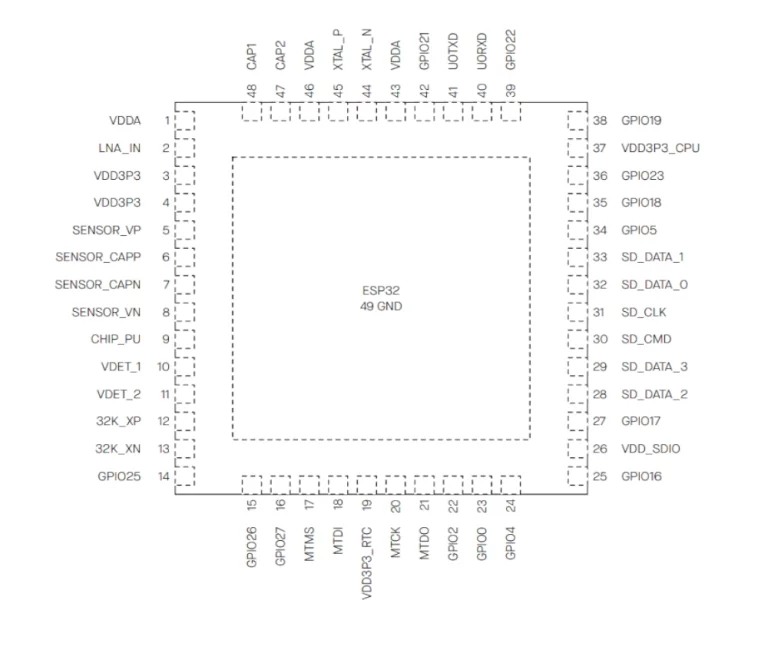 CAP1
CAP2
VDDA
XTAL_P
XTAL_N
VDDA
GPIO21
U0TXD
U0RXD
GPIO22
48
47
46
45
44
43
42
41
40
39
VDDA 1
38 GPIO19
LNA_IN 2
37 VDD3P3_CPU
VDD3P3 3
36 GPIO23
VDD3P3 4
35 GPIO18
SENSOR_VP 5
34 GPIO5
SENSOR_CAPP 6
33 SD_DATA_1
SENSOR_CAPN 7
32 SD_DATA_0
ESP32
49 GND
SENSOR_VN 8
31 SD_CLK
CHIP_PU 9
30 SD_CMD
VDET_1 10
29 SD_DATA_3
VDET_2 11
28 SD_DATA_2
32K_XP 12
27 GPIO17
32K_XN 13
26 VDD_SDIO
GPIO25 14
25 GPIO16
15
16
17
18
19
20
21
22
23
24
GPIO26
GPIO27
MTMS
MTDI
VDD3P3_RTC
MTCK
MTDO
GPIO2
GPIO0
GPIO4